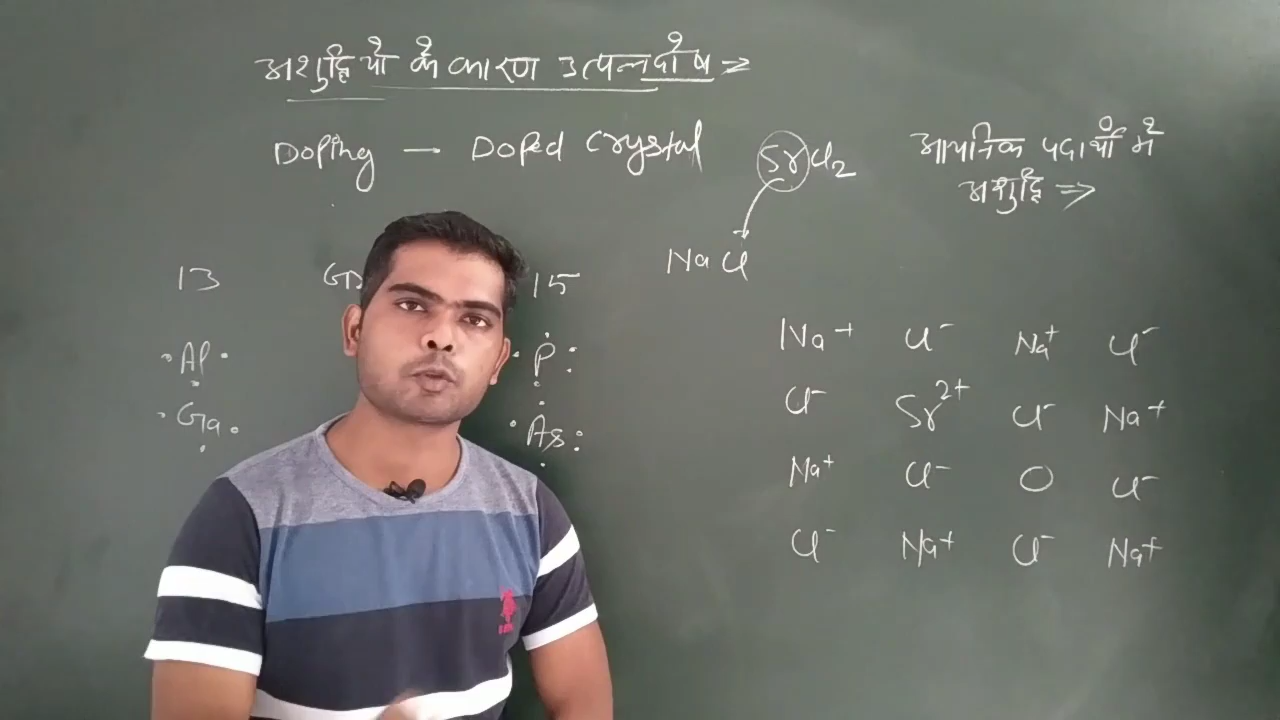 अशुद्धियों के कारण उत्पन्न दोष ⇒
Doping — Doped Crystal
SrCl2
NaCl
आयनिक पदार्थों में
अशुद्धि ⇒
13 15
Al P
Ga As
Na+ Cl- Na+ Cl-
Cl- Sr2+ Cl- Na+
Na+ Cl- O Cl-
Cl- Na+ Cl- Na+